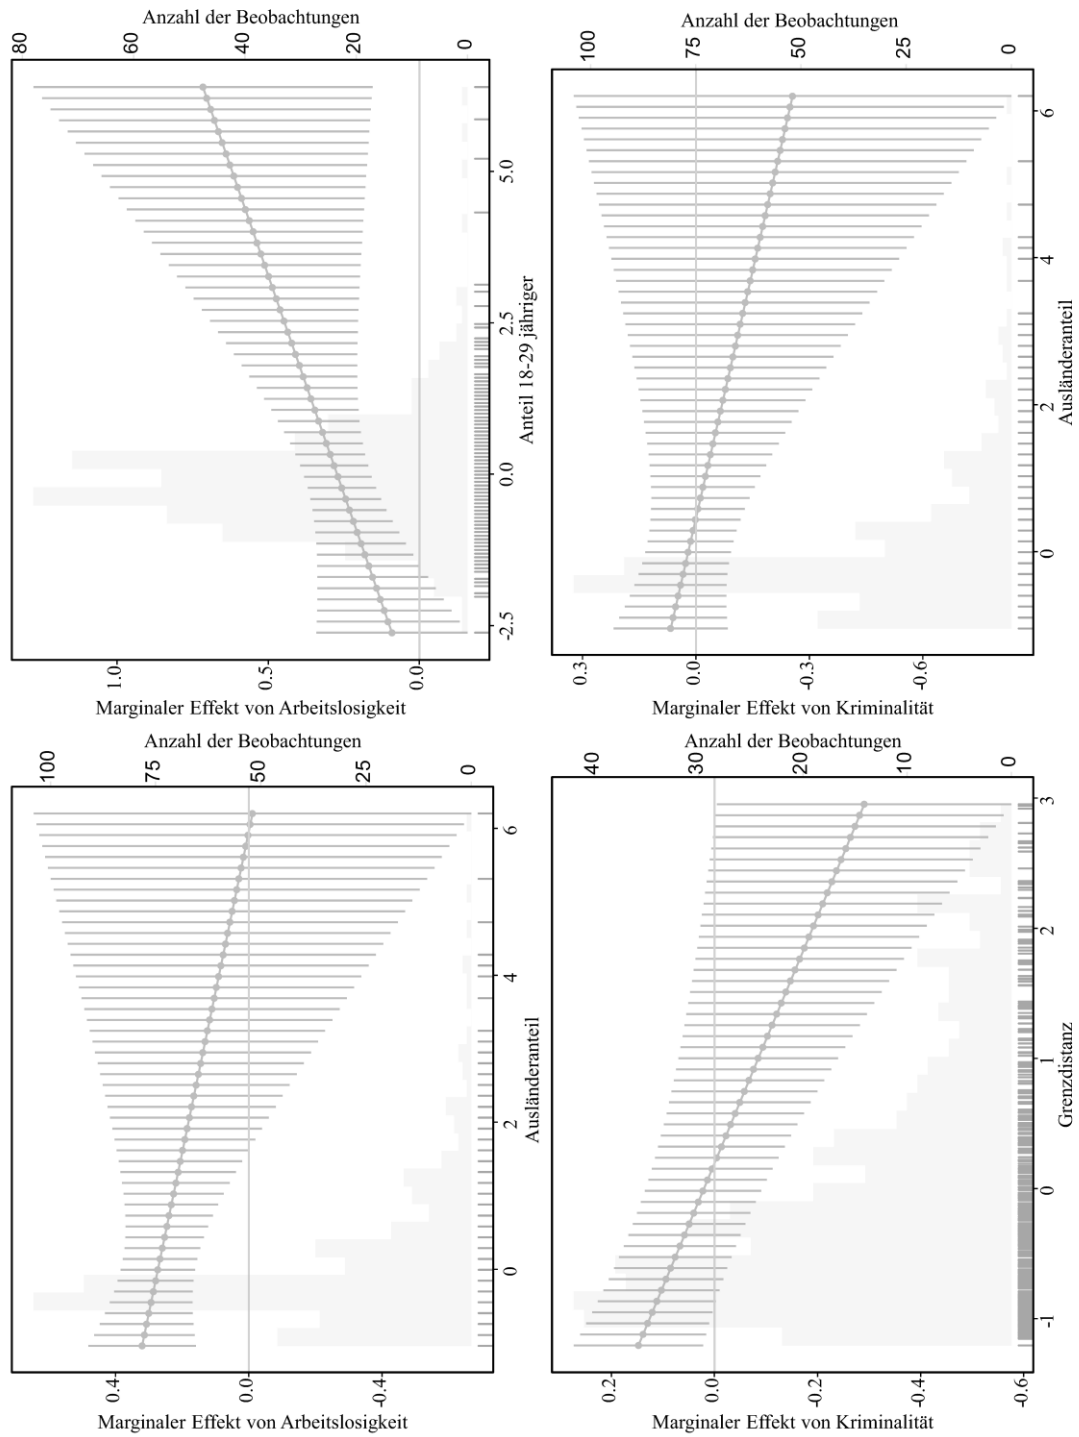 Anzahl der Beobachtungen
80 60 40 20 0
5.0
2.5
0.0
-2.5
Anteil 18-29 jähriger
1.0 0.5 0.0
Marginaler Effekt von Arbeitslosigkeit
Anzahl der Beobachtungen
100 75 50 25 0
6
4
2
0
Ausländeranteil
0.3 0.0 -0.3 -0.6
Marginaler Effekt von Kriminalität
Anzahl der Beobachtungen
100 75 50 25 0
6
4
2
0
Ausländeranteil
0.4 0.0 -0.4
Marginaler Effekt von Arbeitslosigkeit
Anzahl der Beobachtungen
40 30 20 10 0
3
2
1
0
-1
Grenzdistanz
0.2 0.0 -0.2 -0.4 -0.6
Marginaler Effekt von Kriminalität